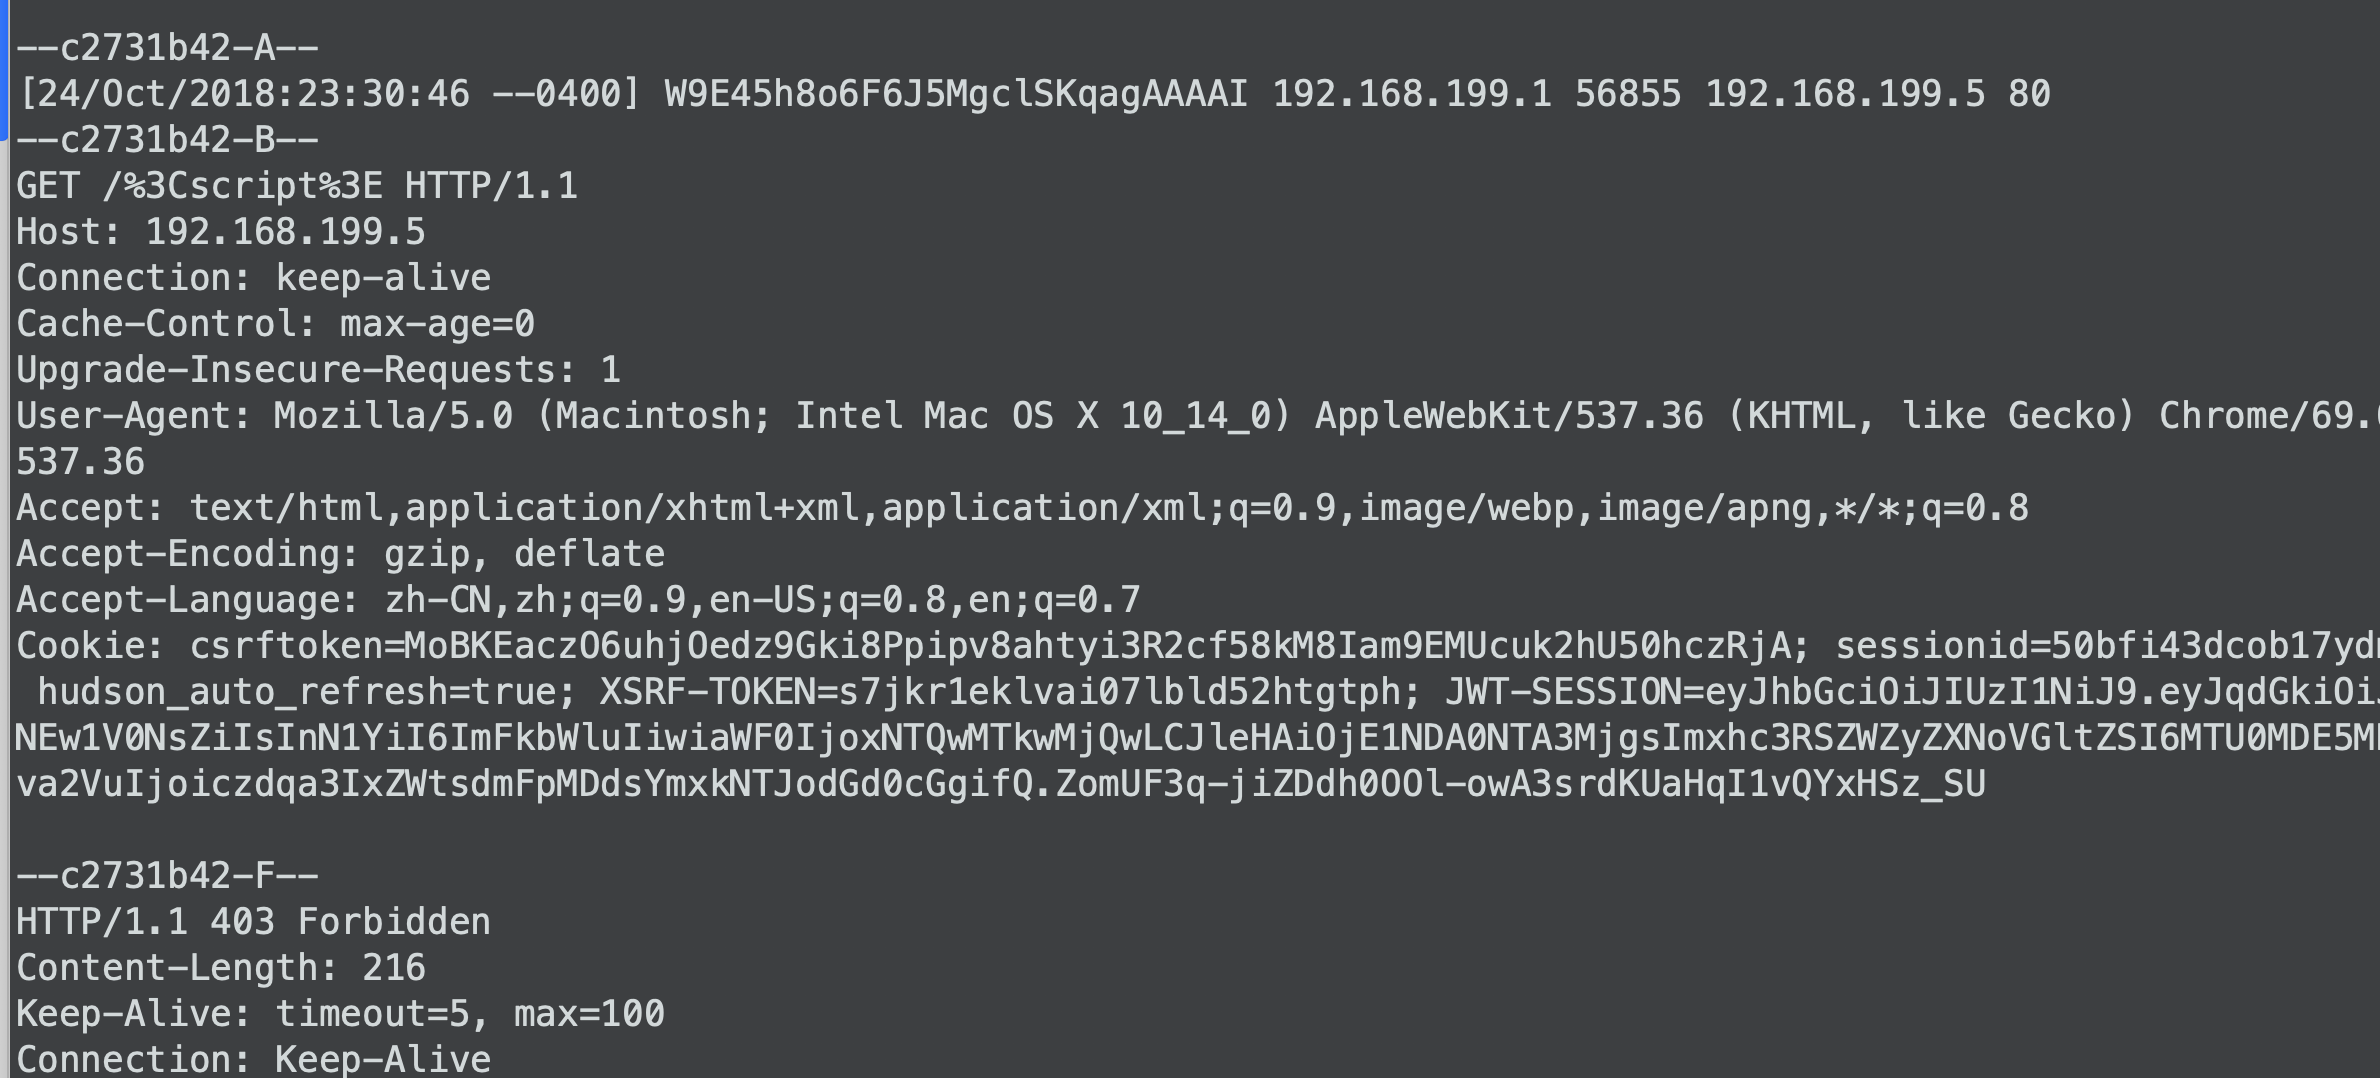 --c2731b42-A--
[24/Oct/2018:23:30:46 --0400] W9E45h8o6F6J5MgclSKqagAAAAI 192.168.199.1 56855 192.168.199.5 80
--c2731b42-B--
GET /%3Cscript%3E HTTP/1.1
Host: 192.168.199.5
Connection: keep-alive
Cache-Control: max-age=0
Upgrade-Insecure-Requests: 1
User-Agent: Mozilla/5.0 (Macintosh; Intel Mac OS X 10_14_0) AppleWebKit/537.36 (KHTML, like Gecko) Chrome/69.
537.36
Accept: text/html,application/xhtml+xml,application/xml;q=0.9,image/webp,image/apng,*/*;q=0.8
Accept-Encoding: gzip, deflate
Accept-Language: zh-CN,zh;q=0.9,en-US;q=0.8,en;q=0.7
Cookie: csrftoken=MoBKEaczO6uhjOedz9Gki8Ppipv8ahtyi3R2cf58kM8Iam9EMUcuk2hU50hczRjA; sessionid=50bfi43dcob17yd
hudson_auto_refresh=true; XSRF-TOKEN=s7jkr1eklvai07lbld52htgtph; JWT-SESSION=eyJhbGciOiJIUzI1NiJ9.eyJqdGkiOi
NEw1V0NsZiIsInN1YiI6ImFkbWluIiwiaWF0IjoxNTQwMTkwMjQwLCJleHAiOjE1NDA0NTA3MjgsImxhc3RSZWZyZXNoVGltZSI6MTU0MDE5M
va2VuIjoiczdqa3IxZWtsdmFpMDdsYmxkNTJodGd0cGgifQ.ZomUF3q-jiZDdh0OOl-owA3srdKUaHqI1vQYxHSz_SU
--c2731b42-F--
HTTP/1.1 403 Forbidden
Content-Length: 216
Keep-Alive: timeout=5, max=100
Connection: Keep-Alive